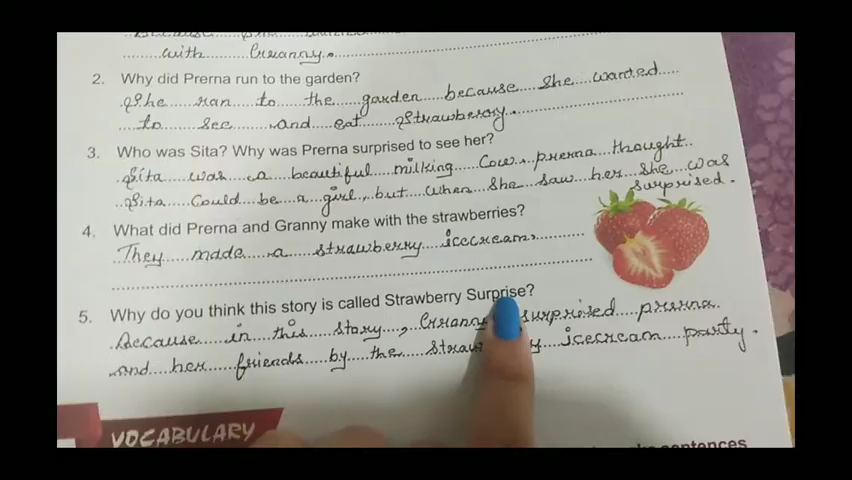 with Granny.
2. Why did Prerna run to the garden?
She ran to the garden because she wanted
to see and eat Strawberry.
3. Who was Sita? Why was Prerna surprised to see her?
Sita was a beautiful milking Cow. prerna thought
Sita Could be a girl, but when she saw her she was
surprised.
4. What did Prerna and Granny make with the strawberries?
They made a strawberry icecream.
5. Why do you think this story is called Strawberry Surprise?
Because in this story, Granny surprised prerna
and her friends by the icecream party.
VOCABULARY
sentences